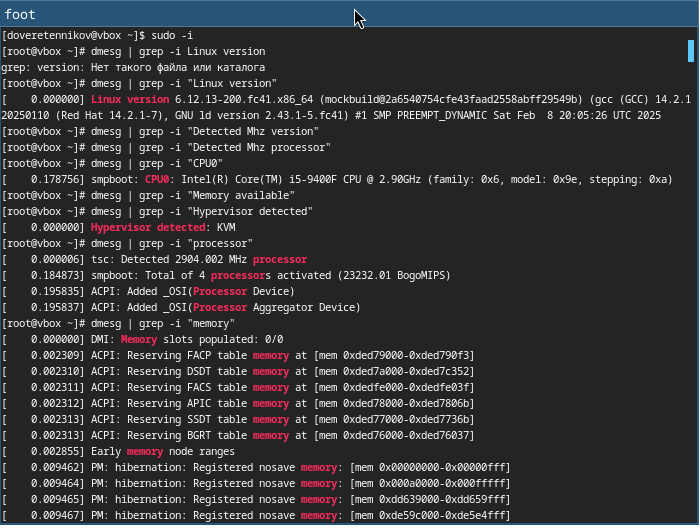 foot
[doveretennikov@vbox ~]$ sudo -i
[root@vbox ~]# dmesg | grep -i Linux version
grep: version: Нет такого файла или каталога
[root@vbox ~]# dmesg | grep -i "Linux version"
[    0.000000] Linux version 6.12.13-200.fc41.x86_64 (mockbuild@2a6540754cfe43faad2558abff29549b) (gcc (GCC) 14.2.1
20250110 (Red Hat 14.2.1-7), GNU ld version 2.43.1-5.fc41) #1 SMP PREEMPT_DYNAMIC Sat Feb  8 20:05:26 UTC 2025
[root@vbox ~]# dmesg | grep -i "Detected Mhz version"
[root@vbox ~]# dmesg | grep -i "Detected Mhz processor"
[root@vbox ~]# dmesg | grep -i "CPU0"
[    0.178756] smpboot: CPU0: Intel(R) Core(TM) i5-9400F CPU @ 2.90GHz (family: 0x6, model: 0x9e, stepping: 0xa)
[root@vbox ~]# dmesg | grep -i "Memory available"
[root@vbox ~]# dmesg | grep -i "Hypervisor detected"
[    0.000000] Hypervisor detected: KVM
[root@vbox ~]# dmesg | grep -i "processor"
[    0.000006] tsc: Detected 2904.002 MHz processor
[    0.184873] smpboot: Total of 4 processors activated (23232.01 BogoMIPS)
[    0.195835] ACPI: Added _OSI(Processor Device)
[    0.195837] ACPI: Added _OSI(Processor Aggregator Device)
[root@vbox ~]# dmesg | grep -i "memory"
[    0.000000] DMI: Memory slots populated: 0/0
[    0.002309] ACPI: Reserving FACP table memory at [mem 0xded79000-0xded790f3]
[    0.002310] ACPI: Reserving DSDT table memory at [mem 0xded7a000-0xded7c352]
[    0.002311] ACPI: Reserving FACS table memory at [mem 0xdedfe000-0xdedfe03f]
[    0.002312] ACPI: Reserving APIC table memory at [mem 0xded78000-0xded7806b]
[    0.002313] ACPI: Reserving SSDT table memory at [mem 0xded77000-0xded7736b]
[    0.002313] ACPI: Reserving BGRT table memory at [mem 0xded76000-0xded76037]
[    0.002855] Early memory node ranges
[    0.009462] PM: hibernation: Registered nosave memory: [mem 0x00000000-0x00000fff]
[    0.009464] PM: hibernation: Registered nosave memory: [mem 0x000a0000-0x000fffff]
[    0.009465] PM: hibernation: Registered nosave memory: [mem 0xdd639000-0xdd659fff]
[    0.009467] PM: hibernation: Registered nosave memory: [mem 0xde59c000-0xde5e4fff]